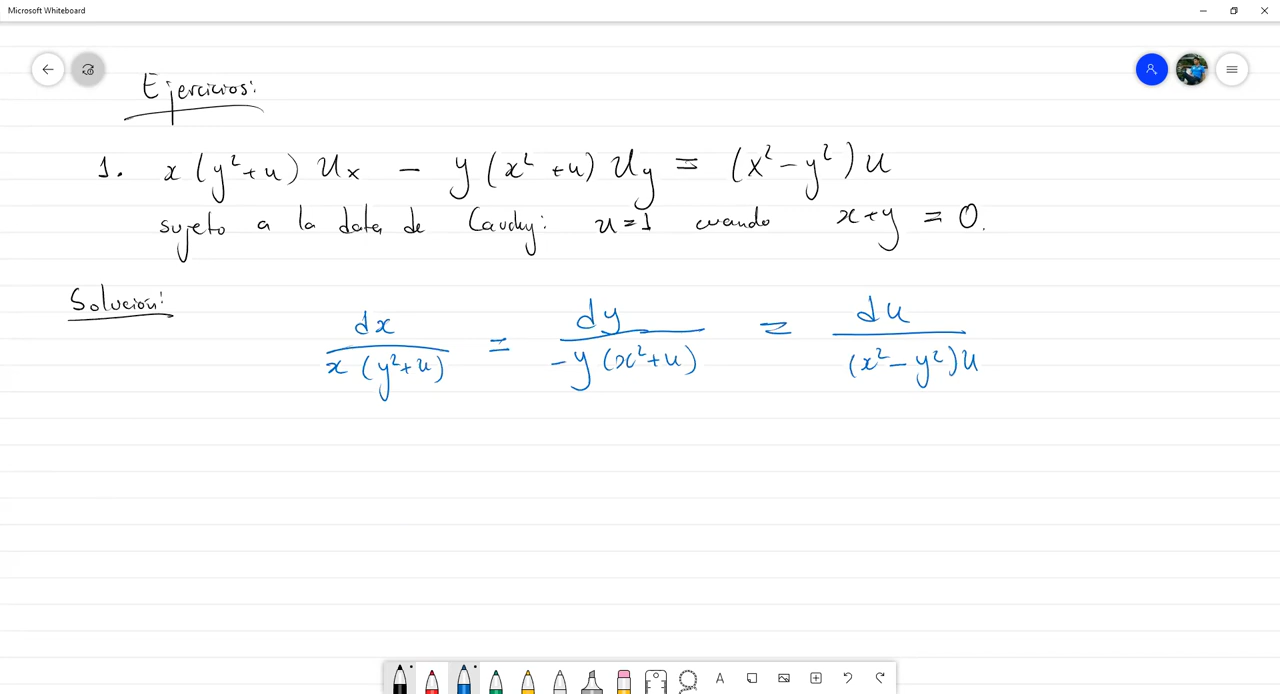 Microsoft Whiteboard
Ejercicios:
1. x(y²+u) Ux − y(x²+u) Uy = (x²−y²)u
sujeto a la data de Cauchy: u=1 cuando x+y = 0.
Solución:
dx / x(y²+u) = dy / −y(x²+u) = du / (x²−y²)u
A